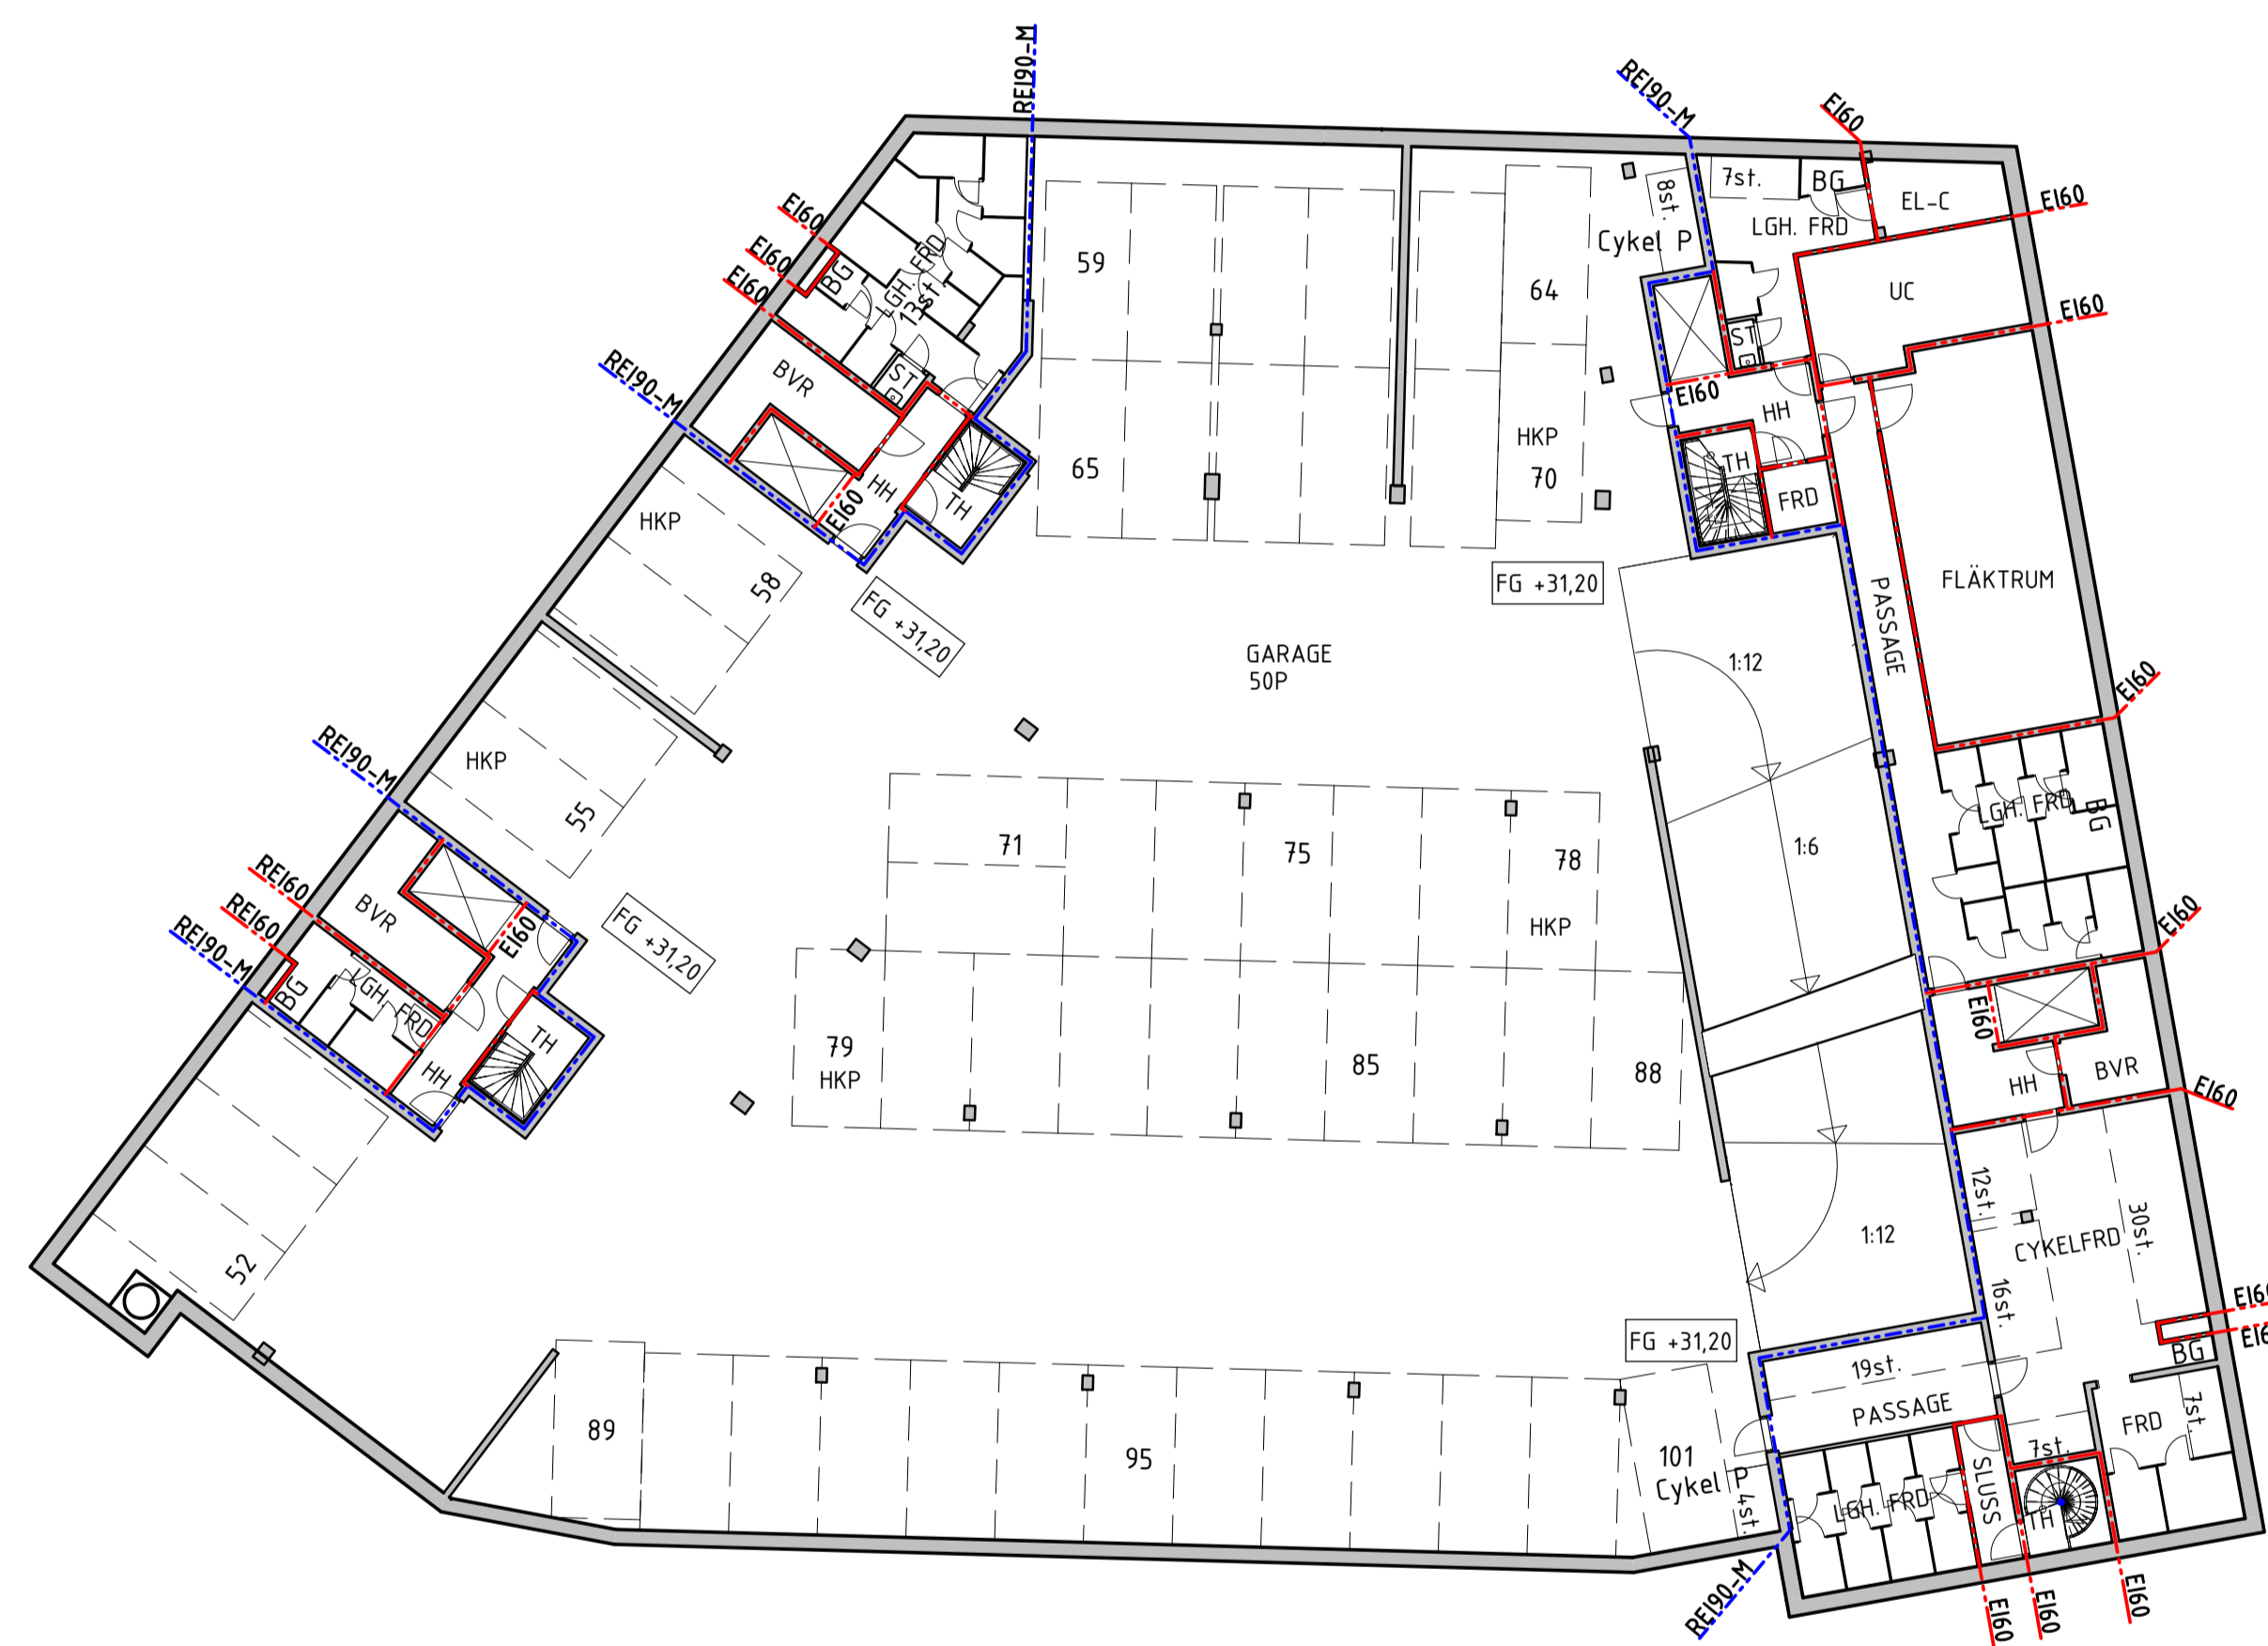 REI90-M
REI90-M
EI60
7st.
BG
EL-C
EI60
8st.
LGH. FRD
Cykel P
EI60
EI60
EI60
BG
LGH. FRD
13st.
59
64
UC
EI60
ST
REI90-M
BVR
ST
EI60
HH
HKP
70
65
TH
FRD
HH
EI60
TH
HKP
58
FG +31,20
FG +31,20
PASSAGE
FLÄKTRUM
GARAGE
50P
1:12
EI60
REI90-M
HKP
55
71
75
78
1:6
LGH. FRD
BG
REI60
REI60
REI90-M
BVR
EI60
FG +31,20
HKP
EI60
BG
LGH.
FRD
HH
TH
79
HKP
85
88
EI60
HH
BVR
EI60
12st.
30st.
CYKELFRD
1:12
16st.
52
FG +31,20
EI60
EI60
BG
19st.
PASSAGE
7st.
FRD
7st.
89
95
101
Cykel P
4st.
LGH. FRD
SLUSS
TH
REI90-M
EI60
EI60
EI60